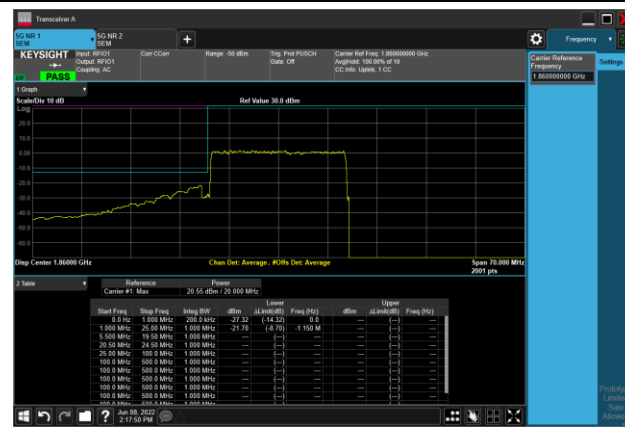 Transceiver A
5G NR 1
SEM
5G NR 2
SEM
+
Frequency
KEYSIGHT
LV PASS
Input: RFIO1
Output: RFIO1
Coupling: AC
Corr CCorr
Range: -50 dBm
Trig: Prot PUSCH
Gate: Off
Carrier Ref Freq: 1.860000000 GHz
Avg|Hold: 100.00% of 10
CC Info: Uplink, 1 CC
Carrier Reference
Frequency
1.860000000 GHz
Settings
1 Graph
Scale/Div 10 dB
Ref Value 30.0 dBm
Log
20.0
10.0
0.00
-10.0
-20.0
-30.0
-40.0
-50.0
-60.0
Disp Center 1.86000 GHz
Chan Det: Average , #Offs Det: Average
Span 70.000 MHz
2001 pts
2 Table
Reference Power
Carrier #1: Max 20.55 dBm / 20.000 MHz
Lower Upper
Start Freq Stop Freq Integ BW dBm ΔLimit(dB) Freq (Hz) dBm ΔLimit(dB) Freq (Hz)
0.0 Hz 1.000 MHz 200.0 kHz -27.32 (-14.32) 0.0 --- (---) ---
1.000 MHz 25.00 MHz 1.000 MHz -21.70 (-8.70) -1.150 M --- (---) ---
5.500 MHz 19.50 MHz 1.000 MHz --- (---) --- --- (---) ---
20.50 MHz 24.50 MHz 1.000 MHz --- (---) --- --- (---) ---
25.00 MHz 100.0 MHz 1.000 MHz --- (---) --- --- (---) ---
100.0 MHz 500.0 MHz 1.000 MHz --- (---) --- --- (---) ---
100.0 MHz 500.0 MHz 1.000 MHz --- (---) --- --- (---) ---
100.0 MHz 500.0 MHz 1.000 MHz --- (---) --- --- (---) ---
100.0 MHz 500.0 MHz 1.000 MHz --- (---) --- --- (---) ---
100.0 MHz 500.0 MHz 1.000 MHz --- (---) --- --- (---) ---
?
Jun 08, 2022
2:17:50 PM